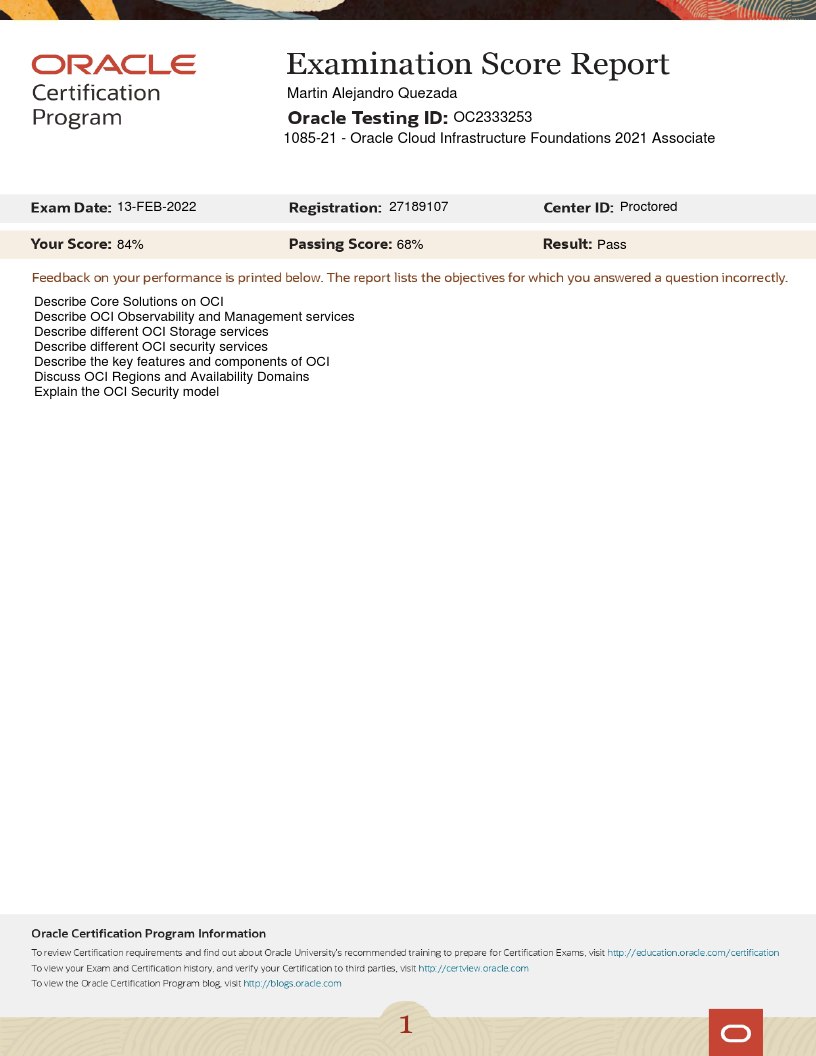 ORACLE
Certification
Program
Examination Score Report
Martin Alejandro Quezada
Oracle Testing ID: OC2333253
1085-21 - Oracle Cloud Infrastructure Foundations 2021 Associate
Exam Date: 13-FEB-2022 Registration: 27189107 Center ID: Proctored
Your Score: 84% Passing Score: 68% Result: Pass
Feedback on your performance is printed below. The report lists the objectives for which you answered a question incorrectly.
Describe Core Solutions on OCI
Describe OCI Observability and Management services
Describe different OCI Storage services
Describe different OCI security services
Describe the key features and components of OCI
Discuss OCI Regions and Availability Domains
Explain the OCI Security model
Oracle Certification Program Information
To review Certification requirements and find out about Oracle University's recommended training to prepare for Certification Exams, visit http://education.oracle.com/certification
To view your Exam and Certification history, and verify your Certification to third parties, visit http://certview.oracle.com
To view the Oracle Certification Program blog, visit http://blogs.oracle.com
1